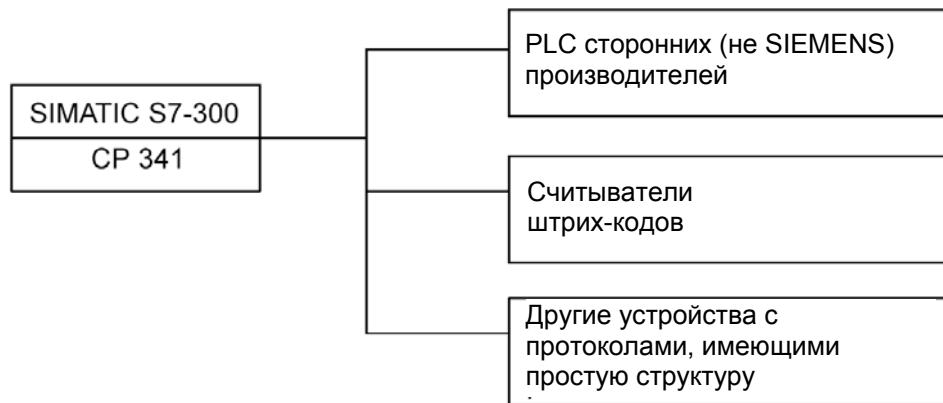 SIMATIC S7-300
CP 341
PLC сторонних (не SIEMENS)
производителей
Считыватели
штрих-кодов
Другие устройства с
протоколами, имеющими
простую структуру